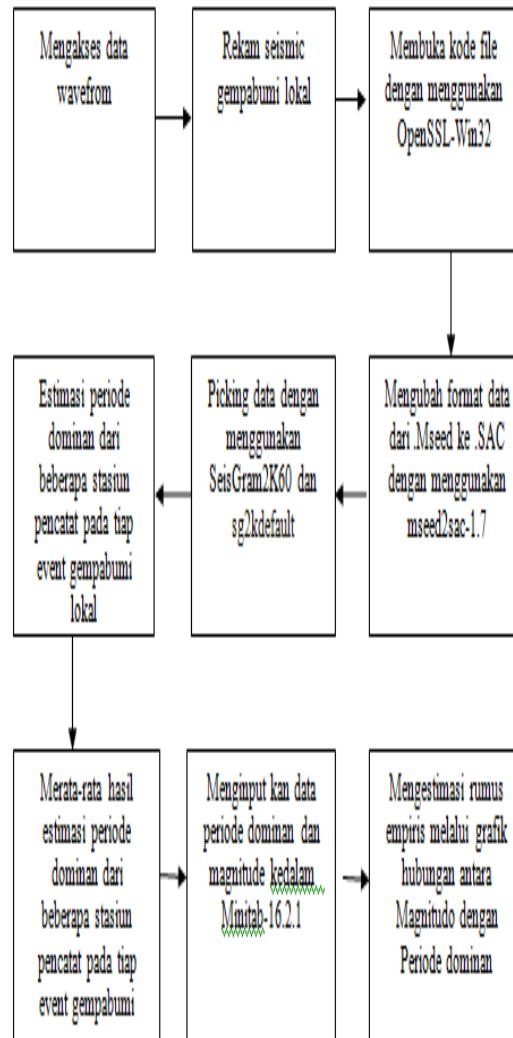 Mengakses data
wavefrom
Rekam seismic
gempabumi lokal
Membuka kode file
dengan menggunakan
OpenSSL-Win32
Mengubah format data
dari .Mseed ke .SAC
dengan menggunakan
mseed2sac-1.7
Picking data dengan
menggunakan
SeisGram2K60 dan
sg2kdefault
Estimasi periode
dominan dari
beberapa stasiun
pencatat pada tiap
event gempabumi
lokal
Merata-rata hasil
estimasi periode
dominan dari
beberapa stasiun
pencatat pada tiap
event gempabumi
Menginput kan data
periode dominan dan
magnitude kedalam
Minitab-16.2.1
Mengestimasi rumus
empiris melalui grafik
hubungan antara
Magnitudo dengan
Periode dominan